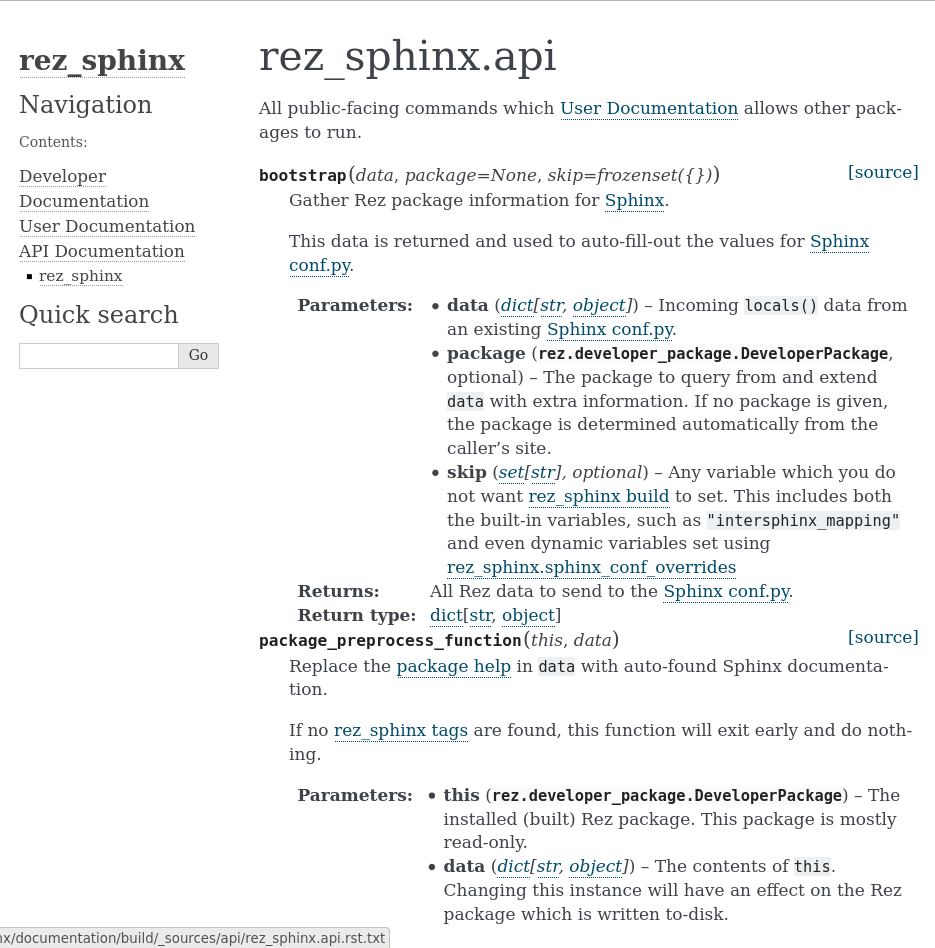 rez_sphinx
Navigation
Contents:
Developer
Documentation
User Documentation
API Documentation
▪ rez_sphinx
Quick search
Go
rez_sphinx.api
All public-facing commands which User Documentation allows other pack-
ages to run.
bootstrap(data, package=None, skip=frozenset({})) [source]
Gather Rez package information for Sphinx.
This data is returned and used to auto-fill-out the values for Sphinx
conf.py.
Parameters: • data (dict[str, object]) – Incoming locals() data from
an existing Sphinx conf.py.
• package (rez.developer_package.DeveloperPackage,
optional) – The package to query from and extend
data with extra information. If no package is given,
the package is determined automatically from the
caller’s site.
• skip (set[str], optional) – Any variable which you do
not want rez_sphinx build to set. This includes both
the built-in variables, such as "intersphinx_mapping"
and even dynamic variables set using
rez_sphinx.sphinx_conf_overrides
Returns: All Rez data to send to the Sphinx conf.py.
Return type: dict[str, object]
package_preprocess_function(this, data) [source]
Replace the package help in data with auto-found Sphinx documenta-
tion.
If no rez_sphinx tags are found, this function will exit early and do noth-
ing.
Parameters: • this (rez.developer_package.DeveloperPackage) – The
installed (built) Rez package. This package is mostly
read-only.
• data (dict[str, object]) – The contents of this.
Changing this instance will have an effect on the Rez
package which is written to-disk.
nx/documentation/build/_sources/api/rez_sphinx.api.rst.txt